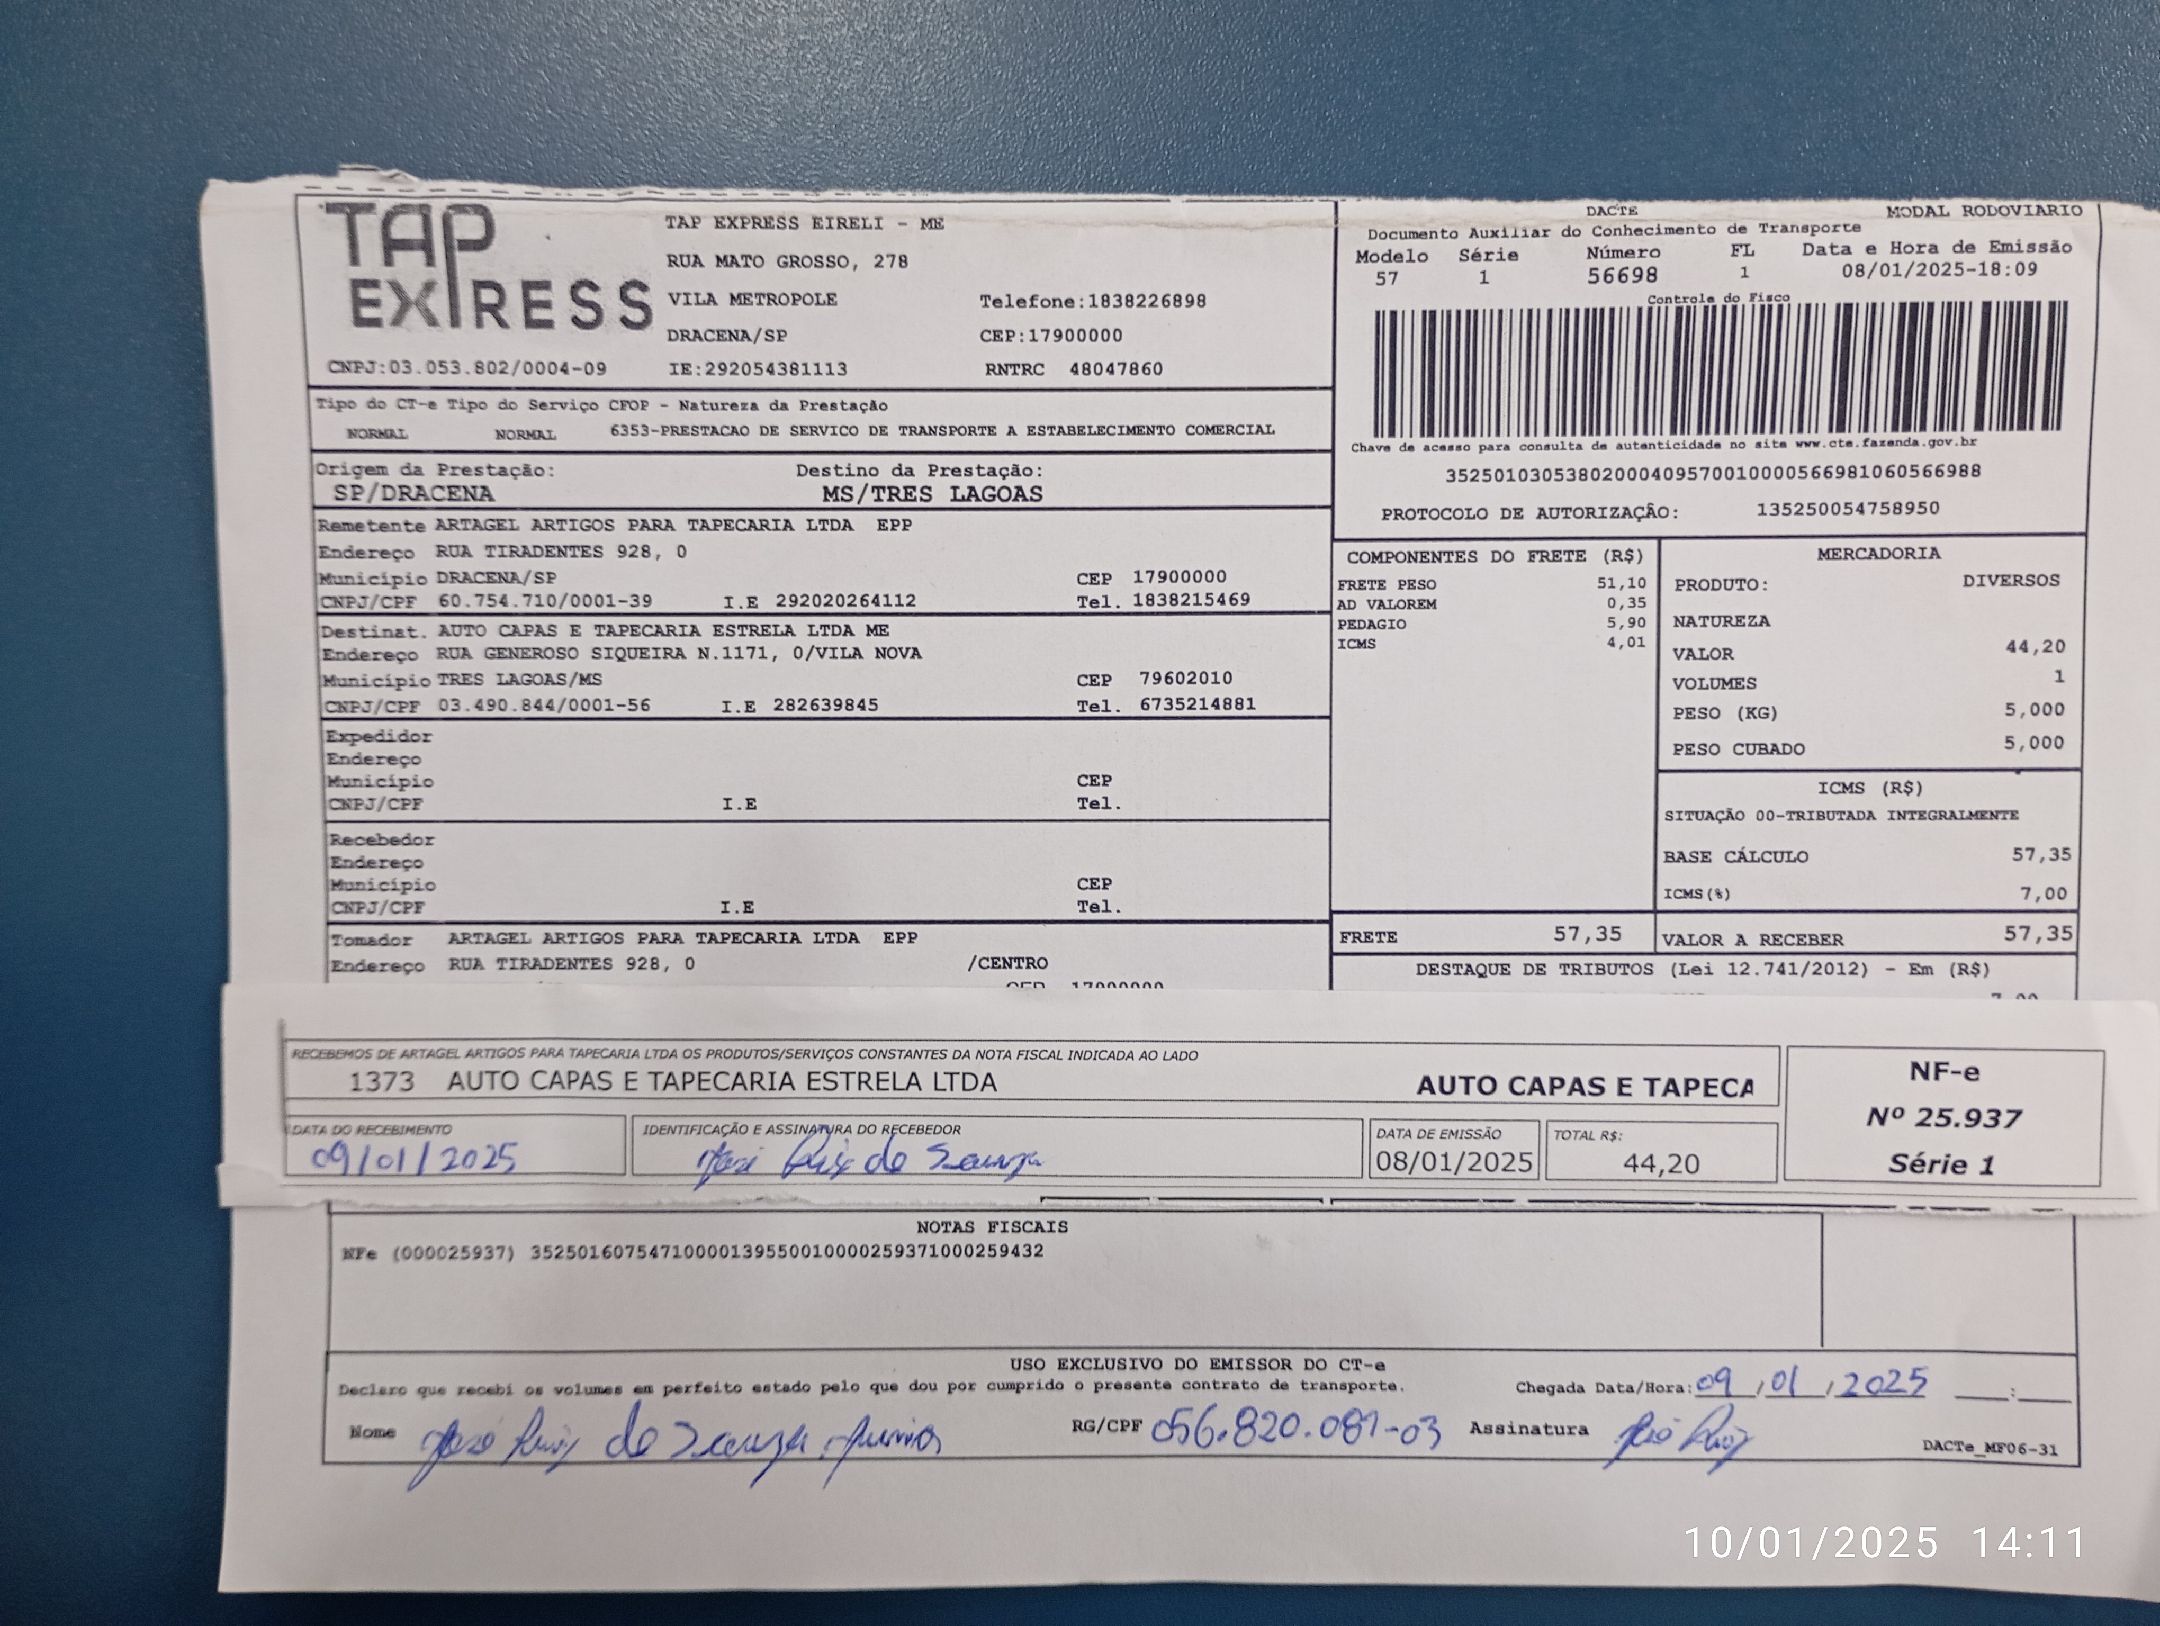 TAP
EXPRESS
TAP EXPRESS EIRELI - ME
RUA MATO GROSSO, 278
VILA METROPOLE Telefone:1838226898
DRACENA/SP CEP:17900000
CNPJ:03.053.802/0004-09 IE:292054381113 RNTRC 48047860
DACTE MODAL RODOVIARIO
Documento Auxiliar do Conhecimento de Transporte
Modelo Série Número FL Data e Hora de Emissão
57 1 56698 1 08/01/2025-18:09
Controle do Fisco
Chave de acesso para consulta de autenticidade no site www.cte.fazenda.gov.br
35250103053802000409570010000566981060566988
PROTOCOLO DE AUTORIZAÇÃO: 135250054758950
Tipo do CT-e Tipo do Serviço CFOP - Natureza da Prestação
NORMAL NORMAL 6353-PRESTACAO DE SERVICO DE TRANSPORTE A ESTABELECIMENTO COMERCIAL
Origem da Prestação: Destino da Prestação:
SP/DRACENA MS/TRES LAGOAS
Remetente ARTAGEL ARTIGOS PARA TAPECARIA LTDA EPP
Endereço RUA TIRADENTES 928, 0
Município DRACENA/SP CEP 17900000
CNPJ/CPF 60.754.710/0001-39 I.E 292020264112 Tel. 1838215469
Destinat. AUTO CAPAS E TAPECARIA ESTRELA LTDA ME
Endereço RUA GENEROSO SIQUEIRA N.1171, 0/VILA NOVA
Município TRES LAGOAS/MS CEP 79602010
CNPJ/CPF 03.490.844/0001-56 I.E 282639845 Tel. 6735214881
Expedidor
Endereço
Município CEP
CNPJ/CPF I.E Tel.
Recebedor
Endereço
Município CEP
CNPJ/CPF I.E Tel.
Tomador ARTAGEL ARTIGOS PARA TAPECARIA LTDA EPP
Endereço RUA TIRADENTES 928, 0 /CENTRO
CEP 17900000
COMPONENTES DO FRETE (R$)
FRETE PESO 51,10
AD VALOREM 0,35
PEDAGIO 5,90
ICMS 4,01
MERCADORIA
PRODUTO: DIVERSOS
NATUREZA
VALOR 44,20
VOLUMES 1
PESO (KG) 5,000
PESO CUBADO 5,000
ICMS (R$)
SITUAÇÃO 00-TRIBUTADA INTEGRALMENTE
BASE CÁLCULO 57,35
ICMS(%) 7,00
FRETE 57,35 VALOR A RECEBER 57,35
DESTAQUE DE TRIBUTOS (Lei 12.741/2012) - Em (R$)
RECEBEMOS DE ARTAGEL ARTIGOS PARA TAPECARIA LTDA OS PRODUTOS/SERVIÇOS CONSTANTES DA NOTA FISCAL INDICADA AO LADO
1373 AUTO CAPAS E TAPECARIA ESTRELA LTDA AUTO CAPAS E TAPECA
DATA DO RECEBIMENTO IDENTIFICAÇÃO E ASSINATURA DO RECEBEDOR DATA DE EMISSÃO TOTAL R$:
09/01/2025 José Ruiz de Souza 08/01/2025 44,20
NF-e
Nº 25.937
Série 1
NOTAS FISCAIS
NFe (000025937) 35250160754710000139550010000259371000259432
USO EXCLUSIVO DO EMISSOR DO CT-e
Declaro que recebi os volumes em perfeito estado pelo que dou por cumprido o presente contrato de transporte. Chegada Data/Hora: 09/01/2025 __:__
Nome José Ruiz de Souza Junior RG/CPF 056.820.081-03 Assinatura José Ruiz
DACTe_MF06-31
10/01/2025 14:11